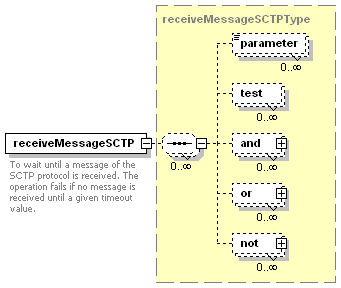 receiveMessageSCTPType
parameter
0..∞
test
0..∞
receiveMessageSCTP
and
0..∞
0..∞
To wait until a message of the
SCTP protocol is received. The
operation fails if no message is
received until a given timeout
value.
or
0..∞
not
0..∞